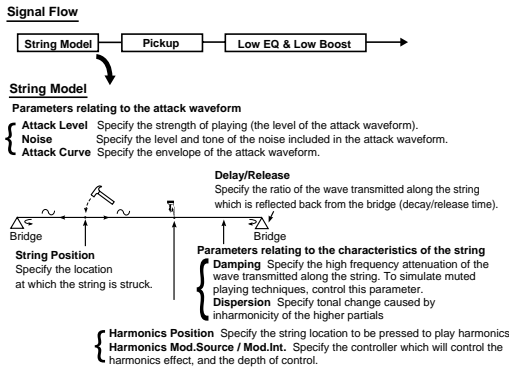 Signal Flow
String Model
Pickup
Low EQ & Low Boost
String Model
Parameters relating to the attack waveform
Attack Level Specify the strength of playing (the level of the attack waveform).
Noise Specify the level and tone of the noise included in the attack waveform.
Attack Curve Specify the envelope of the attack waveform.
Delay/Release
Specify the ratio of the wave transmitted along the string
which is reflected back from the bridge (decay/release time).
Bridge
Bridge
String Position
Specify the location
at which the string is struck.
Parameters relating to the characteristics of the string
Damping Specify the high frequency attenuation of the
wave transmitted along the string. To simulate muted
playing techniques, control this parameter.
Dispersion Specify tonal change caused by
inharmonicity of the higher partials
Harmonics Position Specify the string location to be pressed to play harmonics
Harmonics Mod.Source / Mod.Int. Specify the controller which will control the
harmonics effect, and the depth of control.